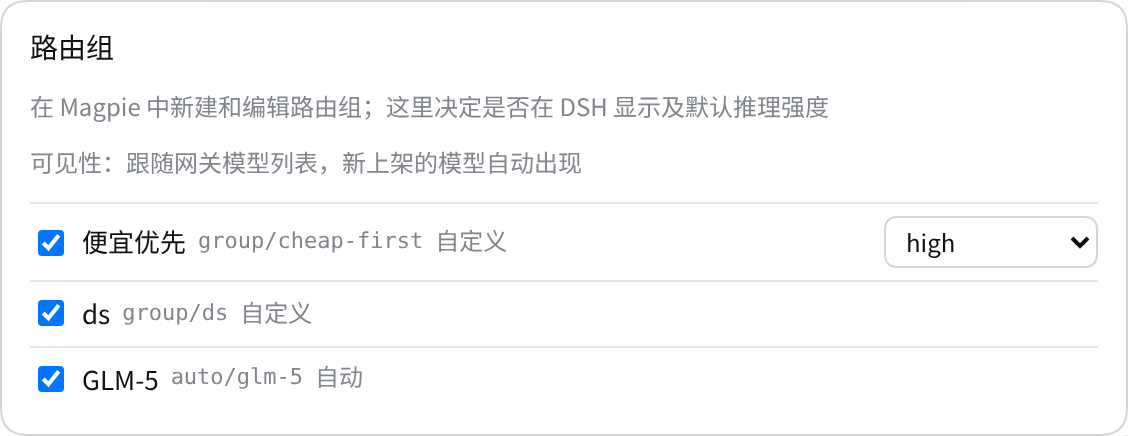 路由组
在 Magpie 中新建和编辑路由组；这里决定是否在 DSH 显示及默认推理强度
可见性：跟随网关模型列表，新上架的模型自动出现
便宜优先 group/cheap-first 自定义 high
ds group/ds 自定义
GLM-5 auto/glm-5 自动